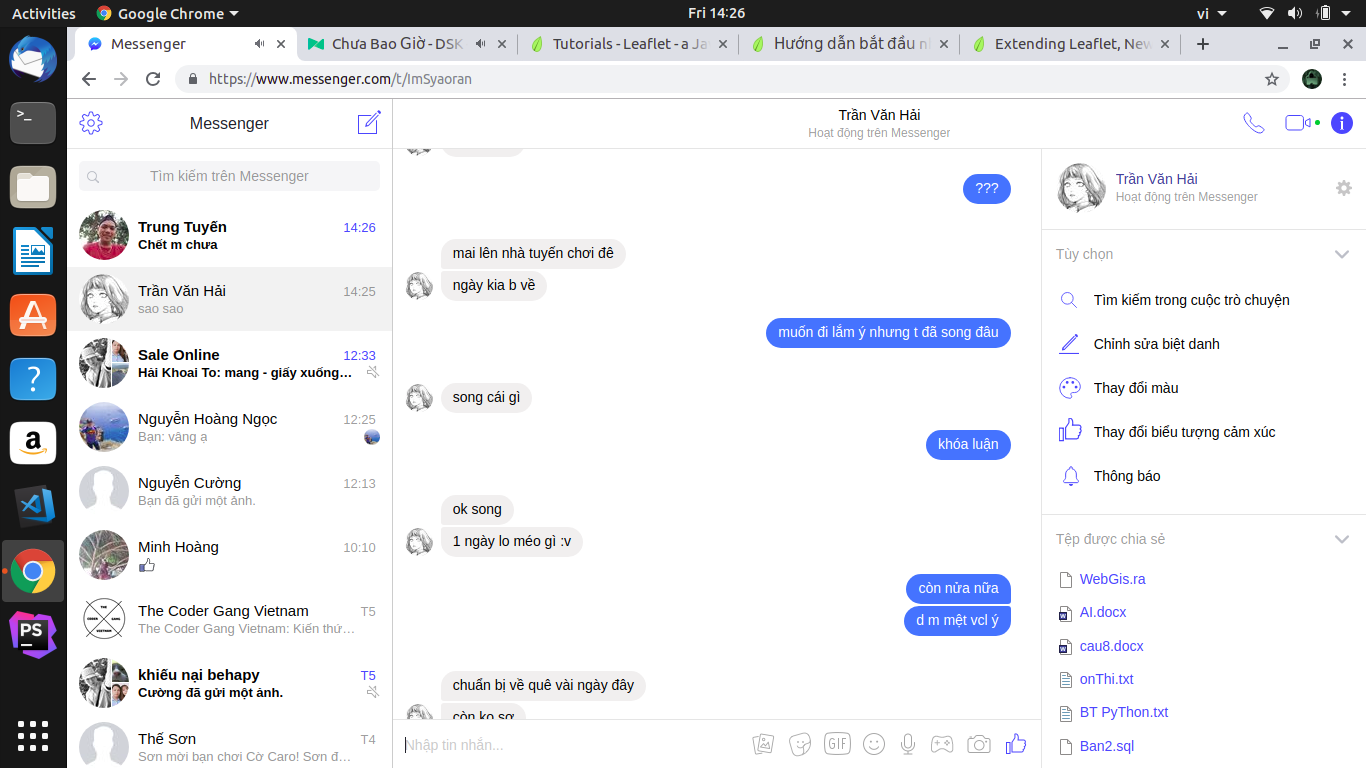 Activities
Google Chrome
Fri 14:26
vi
Messenger
Chưa Bao Giờ - DSK
Tutorials - Leaflet - a Ja
Hướng dẫn bắt đầu nh
Extending Leaflet, New
https://www.messenger.com/t/ImSyaoran
Messenger
Tìm kiếm trên Messenger
Trung Tuyến
14:26
Chết m chưa
Trần Văn Hải
14:25
sao sao
Sale Online
12:33
Hải Khoai To: mang - giấy xuống…
Nguyễn Hoàng Ngọc
12:25
Bạn: vâng ạ
Nguyễn Cường
12:13
Bạn đã gửi một ảnh.
Minh Hoàng
10:10
The Coder Gang Vietnam
T5
The Coder Gang Vietnam: Kiến thứ…
khiếu nại behapy
T5
Cường đã gửi một ảnh.
Thế Sơn
T4
Sơn mời bạn chơi Cờ Caro! Sơn đ…
THE
CODER GANG
VIETNAM
>_
?
a
PS
Trần Văn Hải
Hoạt động trên Messenger
???
mai lên nhà tuyến chơi đê
ngày kia b về
muốn đi lắm ý nhưng t đã song đâu
song cái gì
khóa luận
ok song
1 ngày lo méo gì :v
còn nửa nữa
d m mệt vcl ý
chuẩn bị về quê vài ngày đây
còn ko sợ
Nhập tin nhắn...
GIF
Trần Văn Hải
Hoạt động trên Messenger
Tùy chọn
Tìm kiếm trong cuộc trò chuyện
Chỉnh sửa biệt danh
Thay đổi màu
Thay đổi biểu tượng cảm xúc
Thông báo
Tệp được chia sẻ
WebGis.ra
AI.docx
cau8.docx
onThi.txt
BT PyThon.txt
Ban2.sql